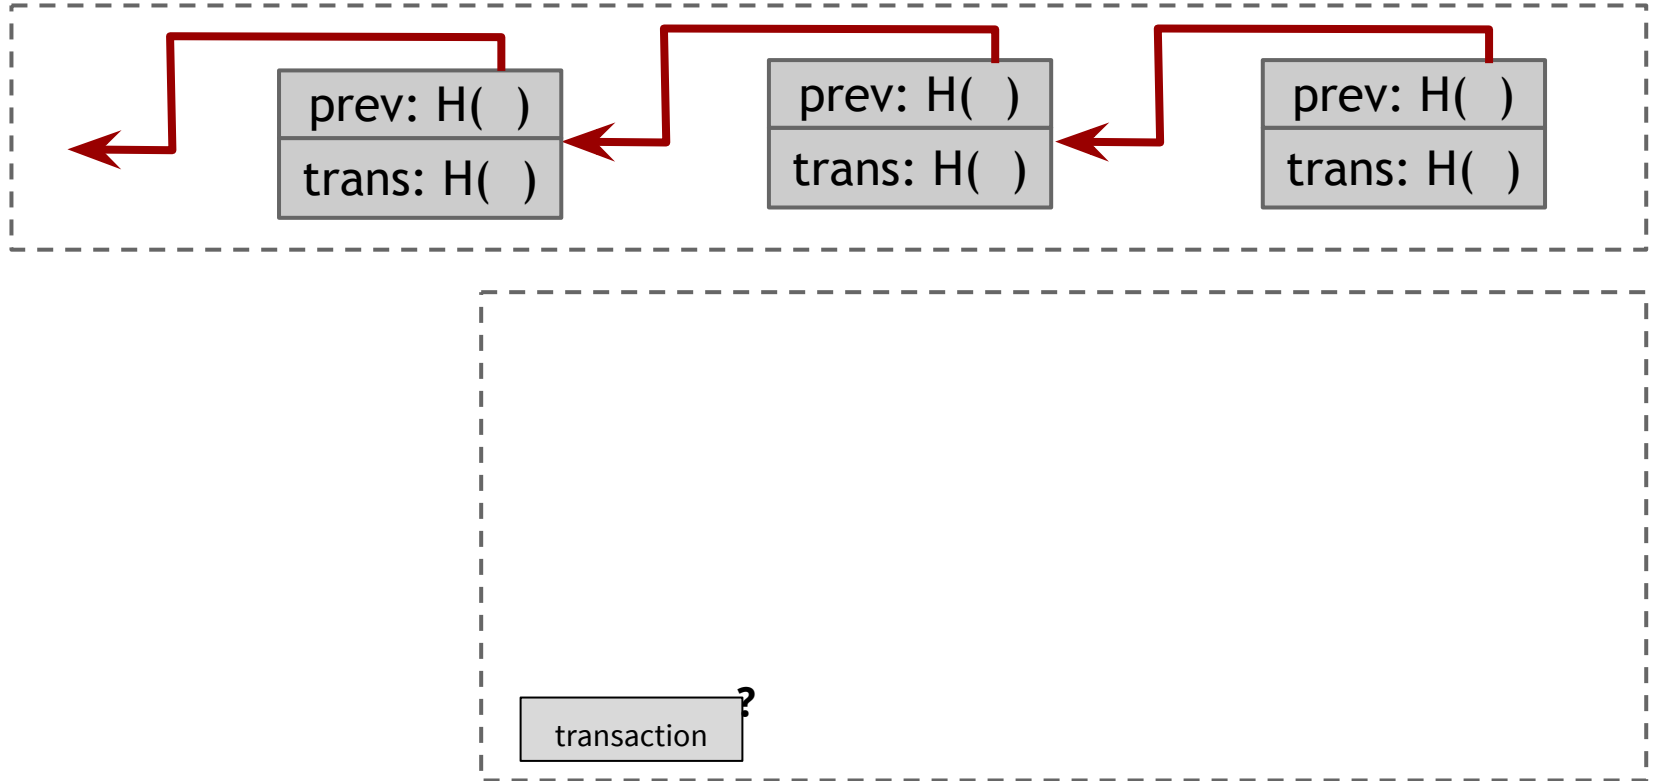 prev: H( )
trans: H( )
prev: H( )
trans: H( )
prev: H( )
trans: H( )
?
transaction